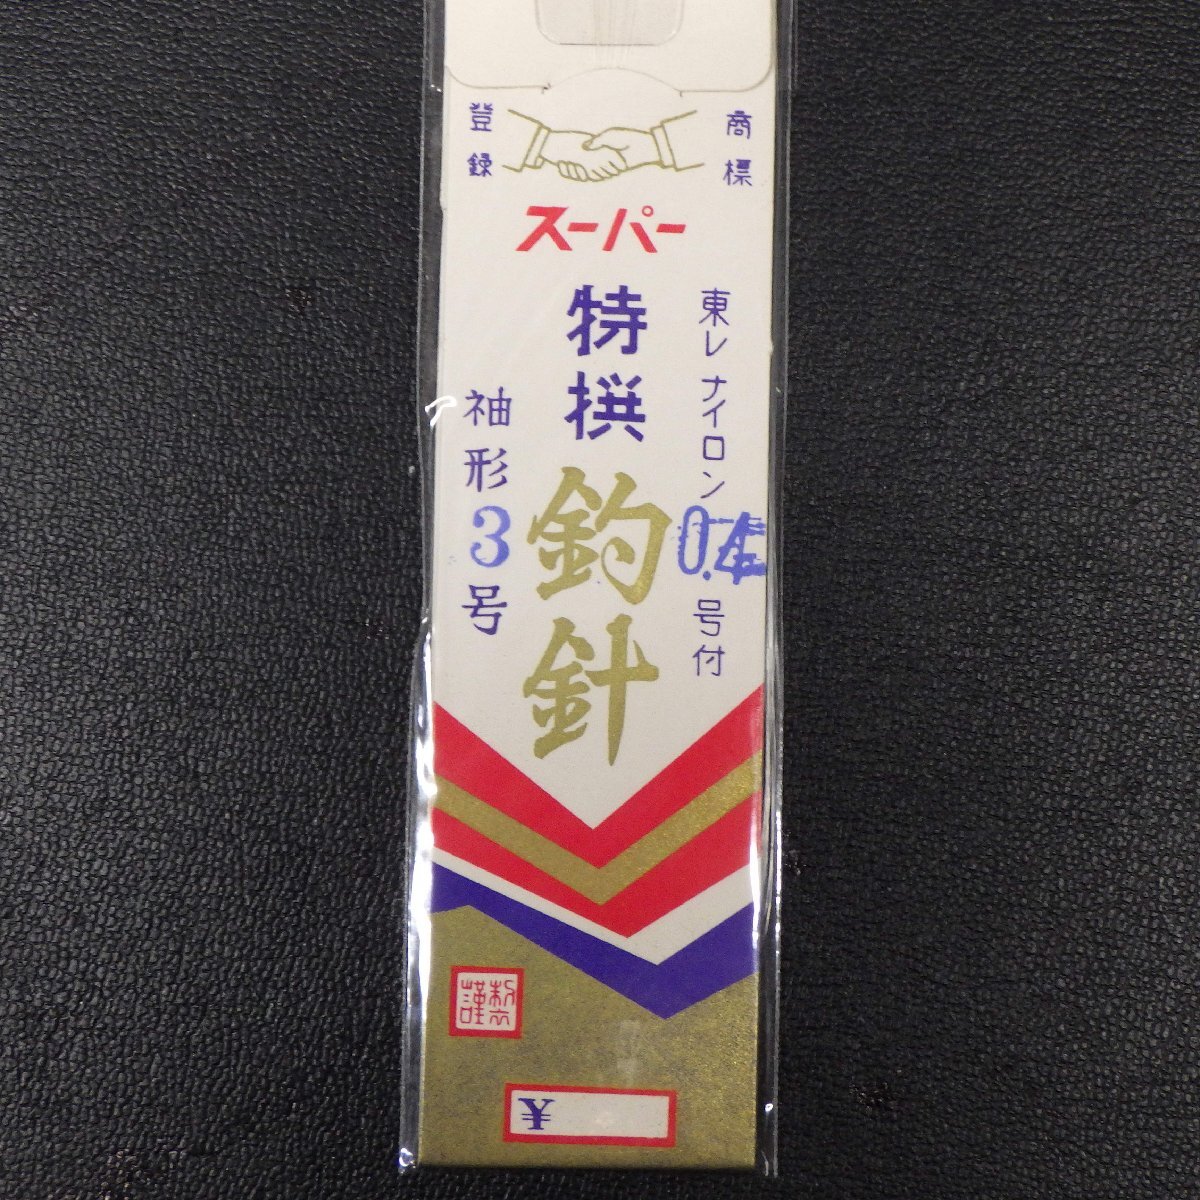 登録
商標
スーパー
東レナイロン0.4号付
特撰
釣針
袖形3号
謹製
¥